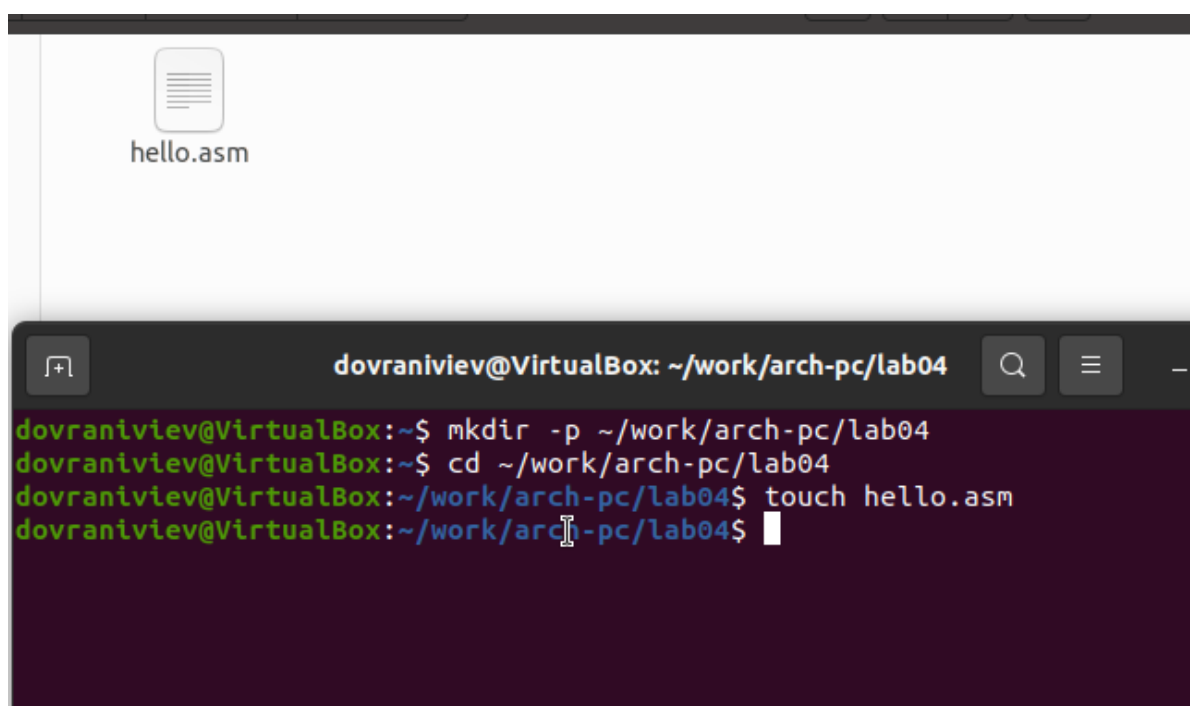 hello.asm
dovraniviev@VirtualBox: ~/work/arch-pc/lab04
dovraniviev@VirtualBox:~$ mkdir -p ~/work/arch-pc/lab04
dovraniviev@VirtualBox:~$ cd ~/work/arch-pc/lab04
dovraniviev@VirtualBox:~/work/arch-pc/lab04$ touch hello.asm
dovraniviev@VirtualBox:~/work/arch-pc/lab04$